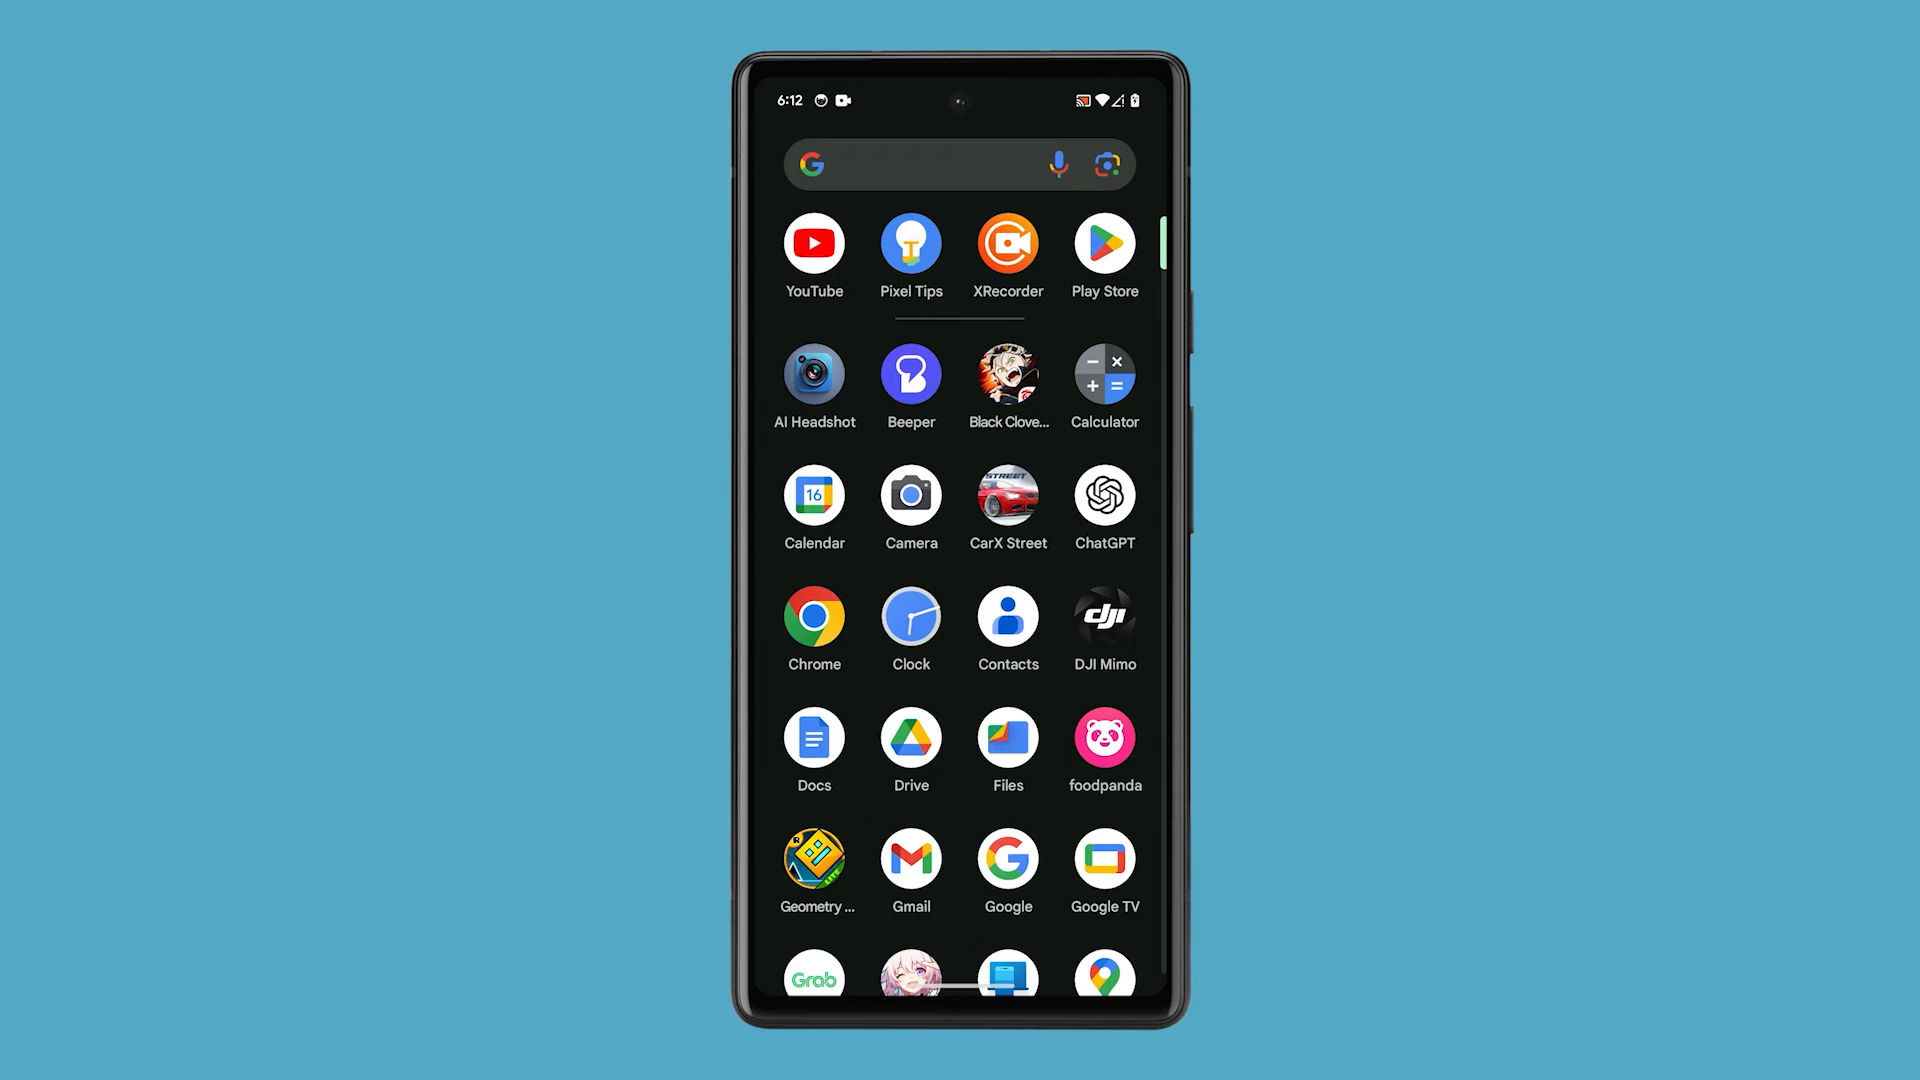 6:12
YouTube Pixel Tips XRecorder Play Store
AI Headshot Beeper Black Clove... Calculator
16
STREET
Calendar Camera CarX Street ChatGPT
dji
Chrome Clock Contacts DJI Mimo
Docs Drive Files foodpanda
LITE
Geometry ... Gmail Google Google TV
Grab